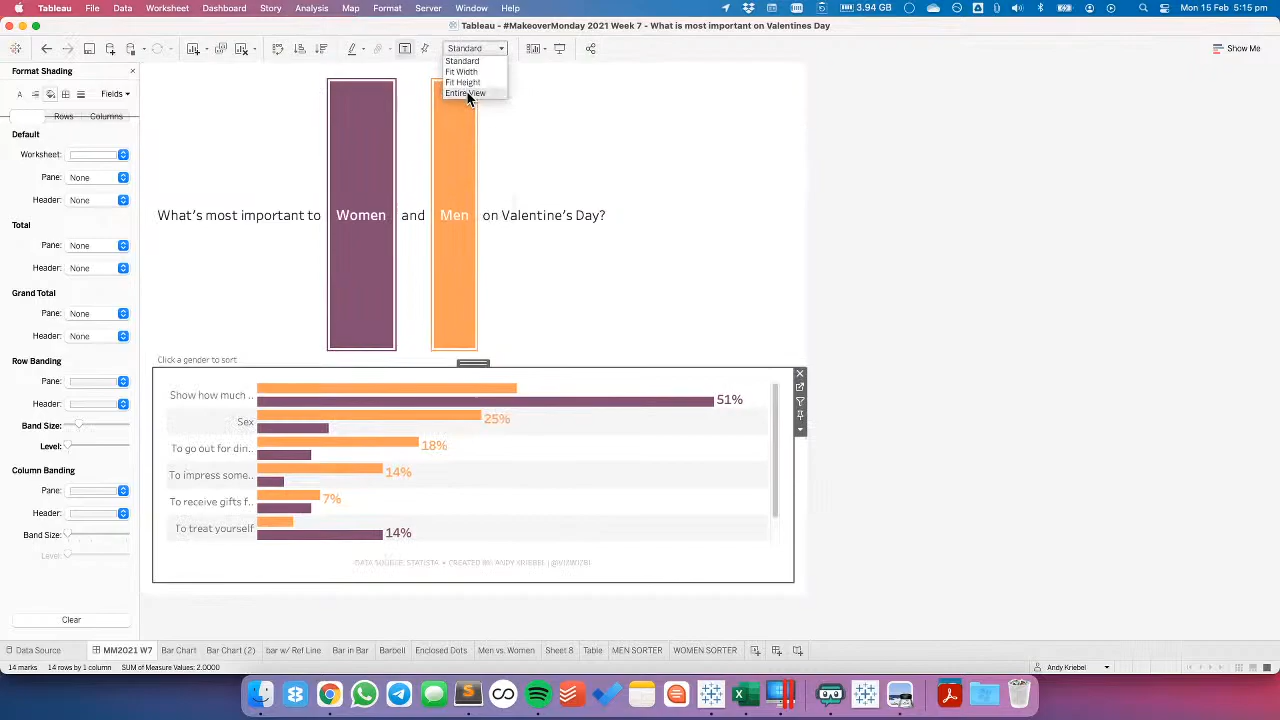 Tableau File Data Worksheet Dashboard Story Analysis Map Format Server Window Help 3.94 GB Mon 15 Feb 5:15 pm
Tableau - #MakeoverMonday 2021 Week 7 - What is most important on Valentines Day
Standard Show Me
Standard
Fit Width
Fit Height
Entire View
Format Shading
Fields
Rows Columns
Default
Worksheet:
Pane: None
Header: None
Total
Pane: None
Header: None
Grand Total
Pane: None
Header: None
Row Banding
Pane:
Header:
Band Size:
Level:
Column Banding
Pane:
Header:
Band Size:
Level:
Clear
What's most important to Women and Men on Valentine's Day?
Click a gender to sort
Show how much .. 51%
Sex 25%
To go out for din.. 18%
To impress some.. 14%
To receive gifts f.. 7%
To treat yourself 14%
DATA SOURCE: STATISTA • CREATED BY: ANDY KRIEBEL | @VIZWIZBI
Data Source MM2021 W7 Bar Chart Bar Chart (2) bar w/ Ref Line Bar in Bar Barbell Enclosed Dots Men vs. Women Sheet 8 Table MEN SORTER WOMEN SORTER
14 marks 14 rows by 1 column SUM of Measure Values: 2.0000 Andy Kriebel